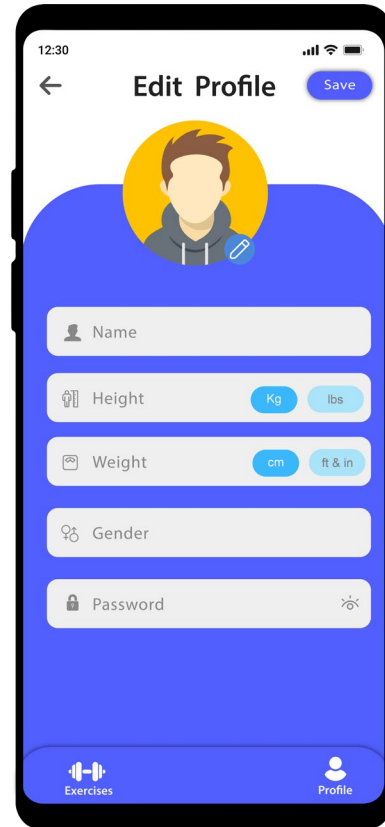 12:30
Edit Profile
Save
Name
Height Kg lbs
Weight cm ft & in
Gender
Password
Exercises Profile